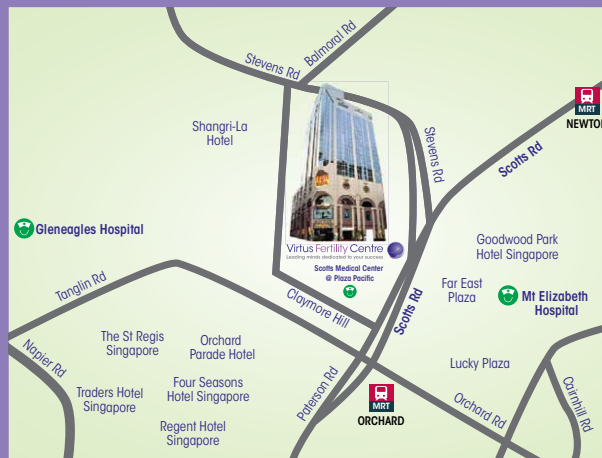 Balmoral Rd
Stevens Rd
MRT
NEWTO
Shangri-La
Hotel
Stevens Rd
Scotts Rd
Gleneagles Hospital
Virtus Fertility Centre
Leading minds dedicated to your success
Scotts Medical Center
@ Plaza Pacific
Goodwood Park
Hotel Singapore
Tanglin Rd
Claymore Hill
Scotts Rd
Far East
Plaza
Mt Elizabeth
Hospital
Napier Rd
The St Regis
Singapore
Orchard
Parade Hotel
Lucky Plaza
Traders Hotel
Singapore
Four Seasons
Hotel Singapore
Paterson Rd
MRT
ORCHARD
Orchard Rd
Cairnhill Rd
Regent Hotel
Singapore